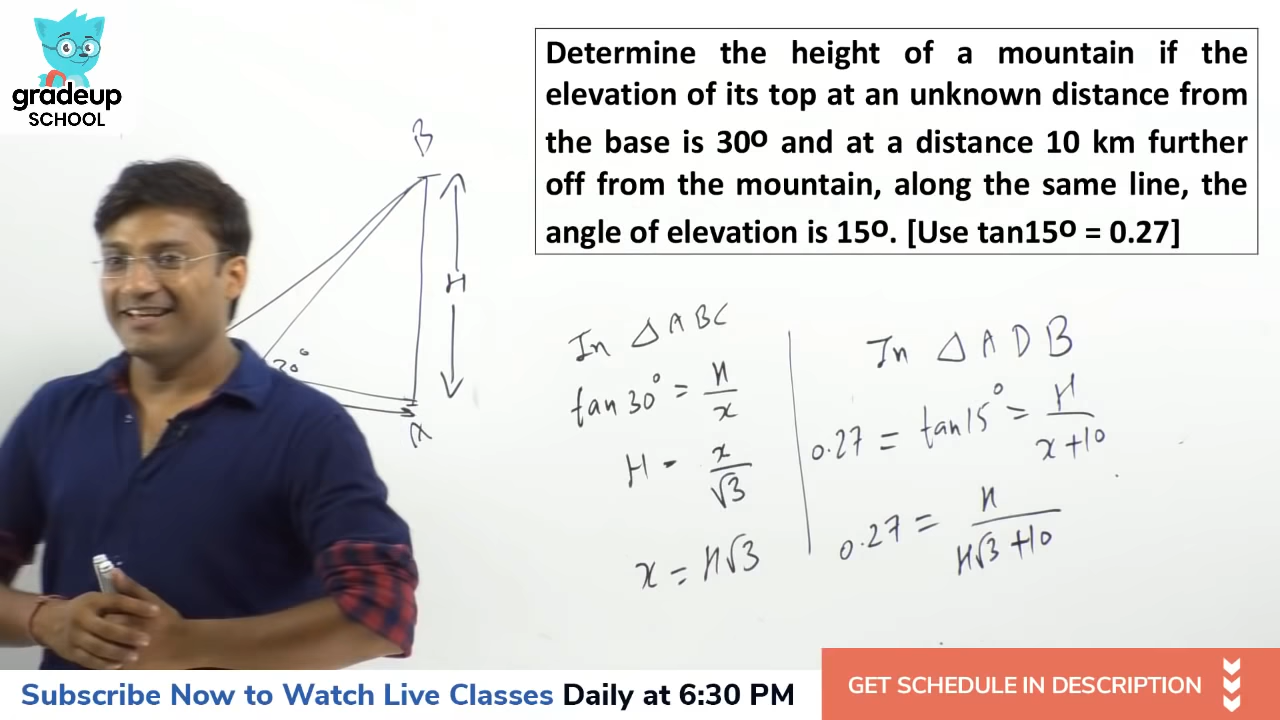 gradeup
SCHOOL
Determine the height of a mountain if the
elevation of its top at an unknown distance from
the base is 30º and at a distance 10 km further
off from the mountain, along the same line, the
angle of elevation is 15º. [Use tan15º = 0.27]
B
H
30°
A
In △ABC
tan 30° = H/x
H = x/√3
x = H√3
In △ADB
0.27 = tan15° = H/x+10
0.27 = H/H√3+10
Subscribe Now to Watch Live Classes Daily at 6:30 PM
GET SCHEDULE IN DESCRIPTION